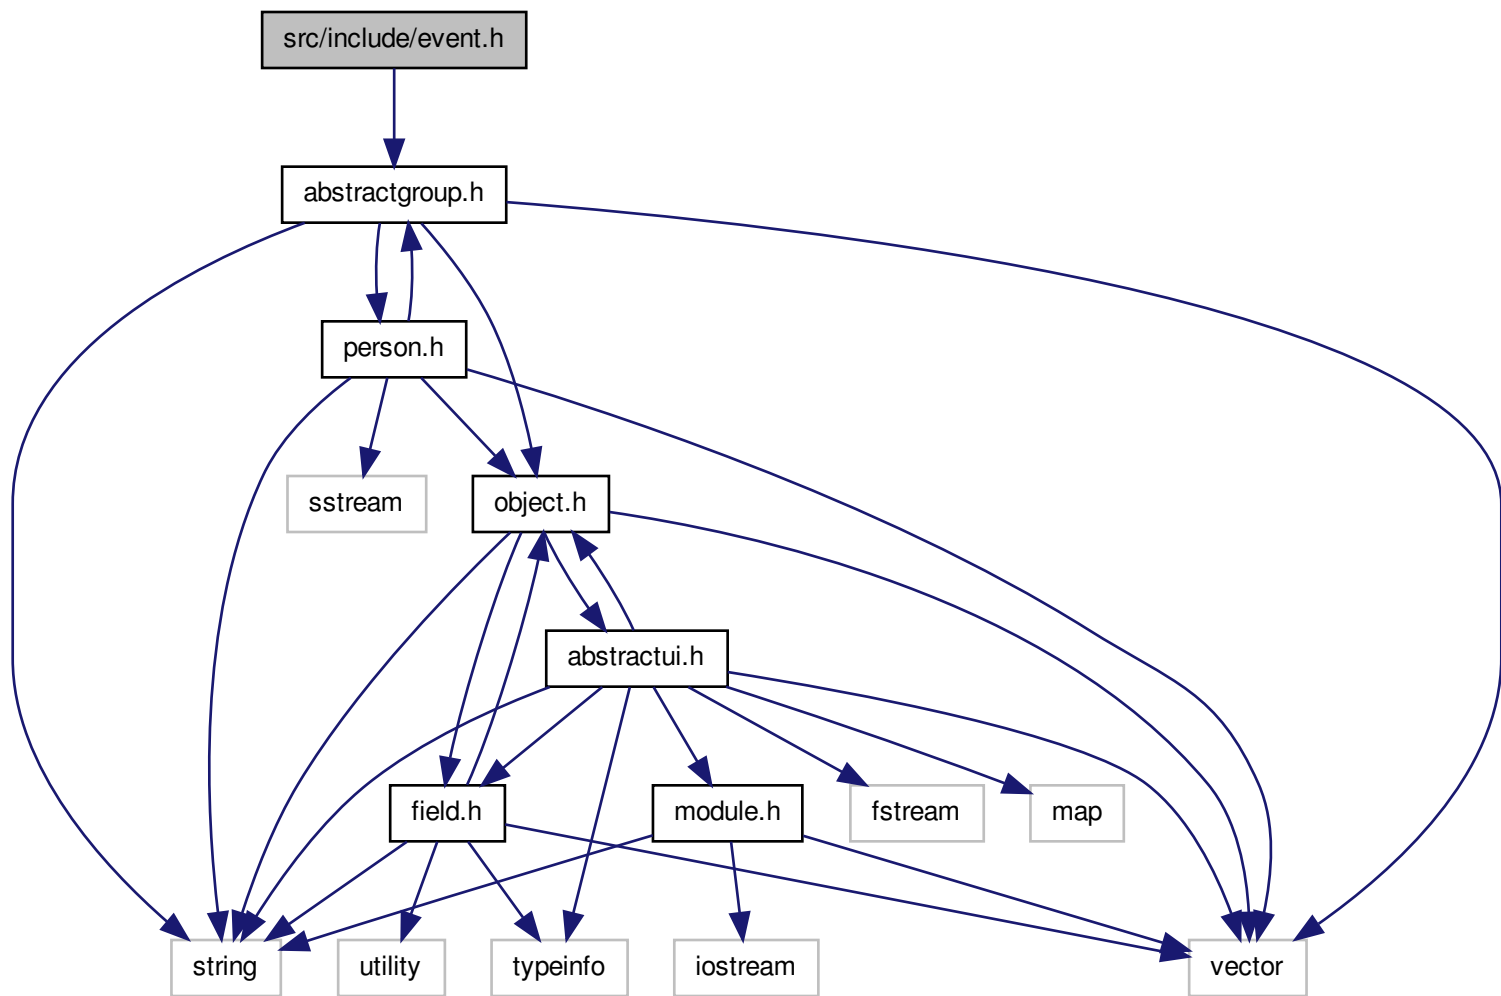 src/include/event.h
abstractgroup.h
person.h
sstream
object.h
abstractui.h
field.h
module.h
fstream
map
string
utility
typeinfo
iostream
vector